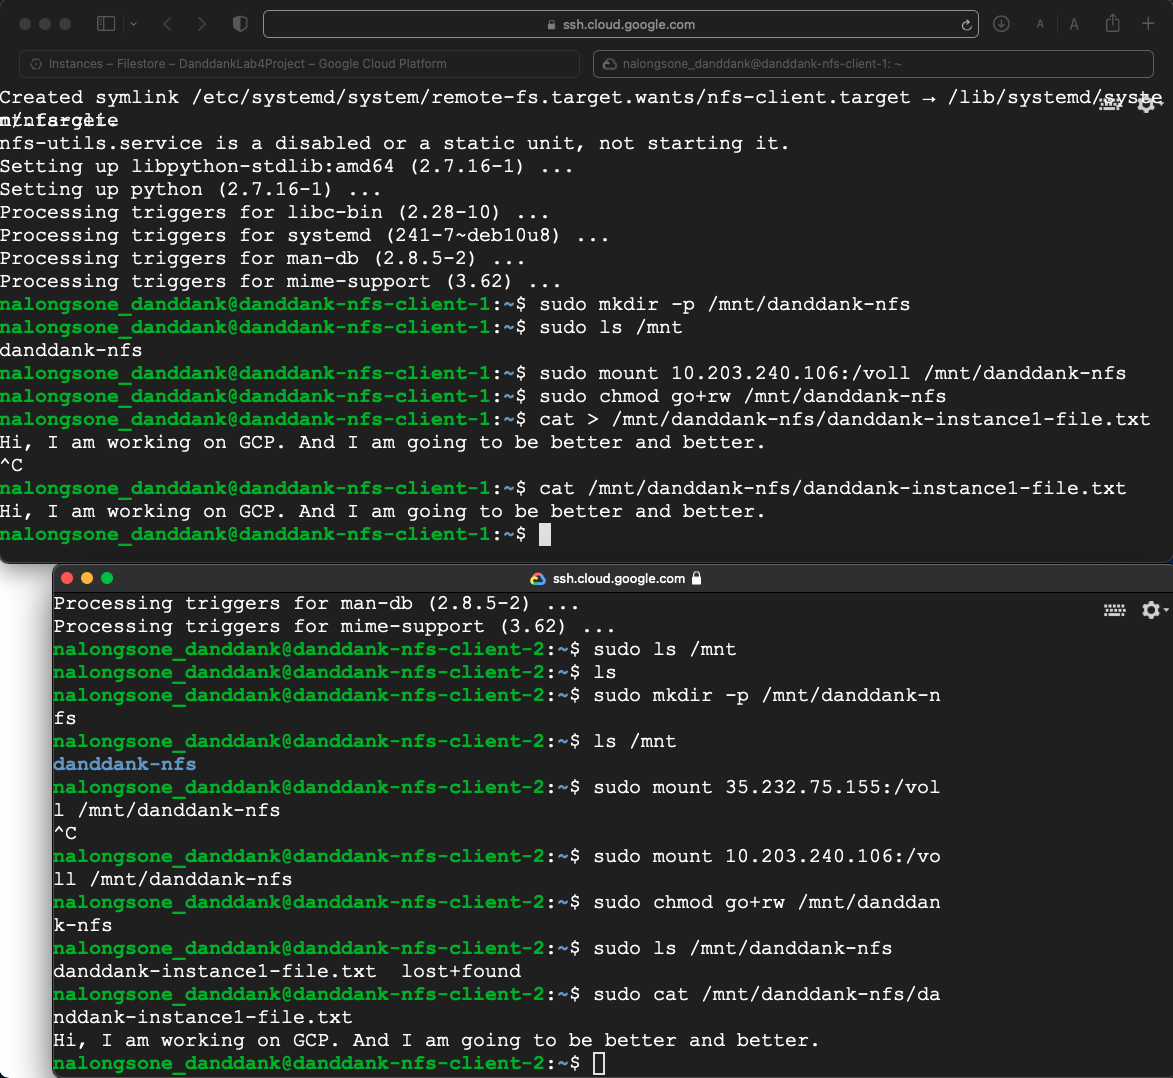 ssh.cloud.google.com
A A
Instances – Filestore – DanddankLab4Project – Google Cloud Platform
nalongsone_danddank@danddank-nfs-client-1: ~
Created symlink /etc/systemd/system/remote-fs.target.wants/nfs-client.target → /lib/systemd/syste
nfs-utils.service is a disabled or a static unit, not starting it.
Setting up libpython-stdlib:amd64 (2.7.16-1) ...
Setting up python (2.7.16-1) ...
Processing triggers for libc-bin (2.28-10) ...
Processing triggers for systemd (241-7~deb10u8) ...
Processing triggers for man-db (2.8.5-2) ...
Processing triggers for mime-support (3.62) ...
nalongsone_danddank@danddank-nfs-client-1:~$ sudo mkdir -p /mnt/danddank-nfs
nalongsone_danddank@danddank-nfs-client-1:~$ sudo ls /mnt
danddank-nfs
nalongsone_danddank@danddank-nfs-client-1:~$ sudo mount 10.203.240.106:/voll /mnt/danddank-nfs
nalongsone_danddank@danddank-nfs-client-1:~$ sudo chmod go+rw /mnt/danddank-nfs
nalongsone_danddank@danddank-nfs-client-1:~$ cat > /mnt/danddank-nfs/danddank-instance1-file.txt
Hi, I am working on GCP. And I am going to be better and better.
^C
nalongsone_danddank@danddank-nfs-client-1:~$ cat /mnt/danddank-nfs/danddank-instance1-file.txt
Hi, I am working on GCP. And I am going to be better and better.
nalongsone_danddank@danddank-nfs-client-1:~$
ssh.cloud.google.com
Processing triggers for man-db (2.8.5-2) ...
Processing triggers for mime-support (3.62) ...
nalongsone_danddank@danddank-nfs-client-2:~$ sudo ls /mnt
nalongsone_danddank@danddank-nfs-client-2:~$ ls
nalongsone_danddank@danddank-nfs-client-2:~$ sudo mkdir -p /mnt/danddank-n
fs
nalongsone_danddank@danddank-nfs-client-2:~$ ls /mnt
danddank-nfs
nalongsone_danddank@danddank-nfs-client-2:~$ sudo mount 35.232.75.155:/vol
l /mnt/danddank-nfs
^C
nalongsone_danddank@danddank-nfs-client-2:~$ sudo mount 10.203.240.106:/vo
ll /mnt/danddank-nfs
nalongsone_danddank@danddank-nfs-client-2:~$ sudo chmod go+rw /mnt/danddan
k-nfs
nalongsone_danddank@danddank-nfs-client-2:~$ sudo ls /mnt/danddank-nfs
danddank-instance1-file.txt  lost+found
nalongsone_danddank@danddank-nfs-client-2:~$ sudo cat /mnt/danddank-nfs/da
nddank-instance1-file.txt
Hi, I am working on GCP. And I am going to be better and better.
nalongsone_danddank@danddank-nfs-client-2:~$